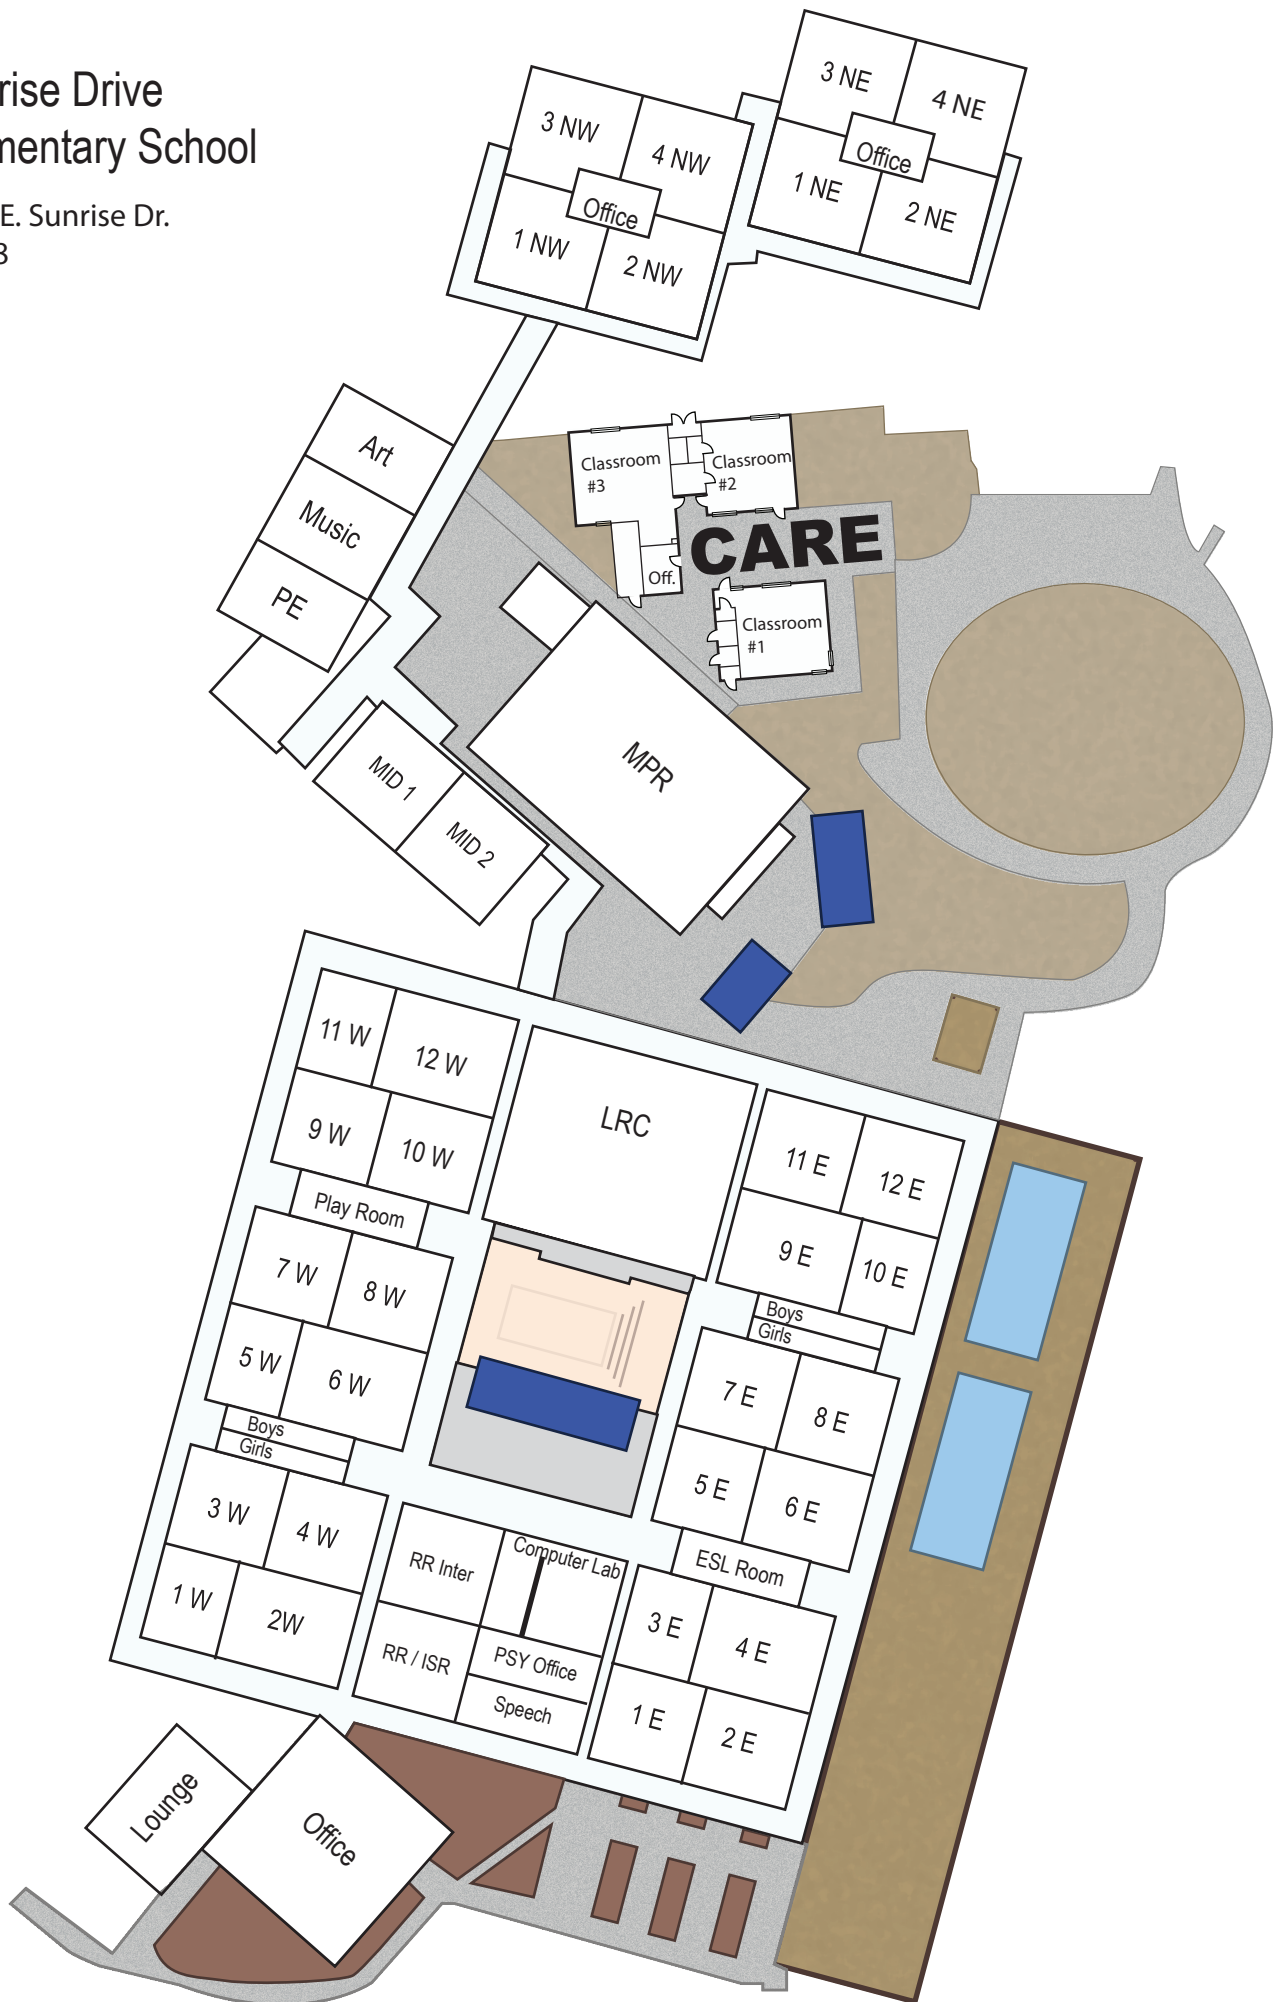 rise Drive
mentary School
E. Sunrise Dr.
3 NE
4 NE
Office
1 NE
2 NE
3 NW
4 NW
Office
1 NW
2 NW
Art
Music
PE
Classroom
#3
Classroom
#2
CARE
Off.
Classroom
#1
MPR
MID 1
MID 2
11 W
12 W
9 W
10 W
Play Room
7 W
8 W
5 W
6 W
Boys
Girls
3 W
4 W
1 W
2W
LRC
11 E
12 E
9 E
10 E
Boys
Girls
7 E
8 E
5 E
6 E
ESL Room
3 E
4 E
1 E
2 E
RR Inter
Computer Lab
RR / ISR
PSY Office
Speech
Lounge
Office